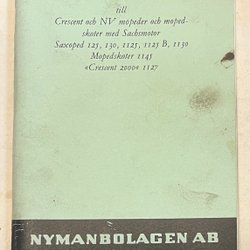 till
Crescent och NV mopeder och moped-
skoter med Sachsmotor
Saxoped 125, 130, 1125, 1125 B, 1130
Mopedskoter 1145
«Crescent 2000» 1127
NYMANBOLAGEN AB